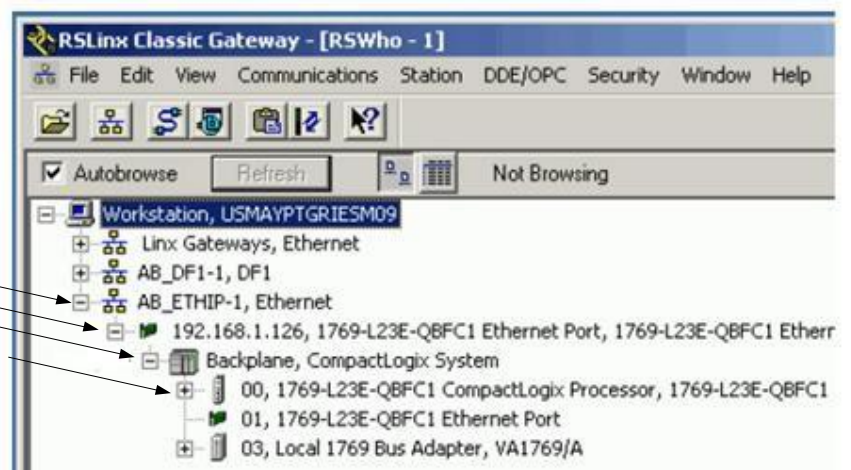 RSLinx Classic Gateway - [RSWho - 1]
File Edit View Communications Station DDE/OPC Security Window Help
Autobrowse Refresh Not Browsing
Workstation, USMAYPTGRIESM09
Linx Gateways, Ethernet
AB_DF1-1, DF1
AB_ETHIP-1, Ethernet
192.168.1.126, 1769-L23E-QBFC1 Ethernet Port, 1769-L23E-QBFC1 Ethern
Backplane, CompactLogix System
00, 1769-L23E-QBFC1 CompactLogix Processor, 1769-L23E-QBFC1
01, 1769-L23E-QBFC1 Ethernet Port
03, Local 1769 Bus Adapter, VA1769/A